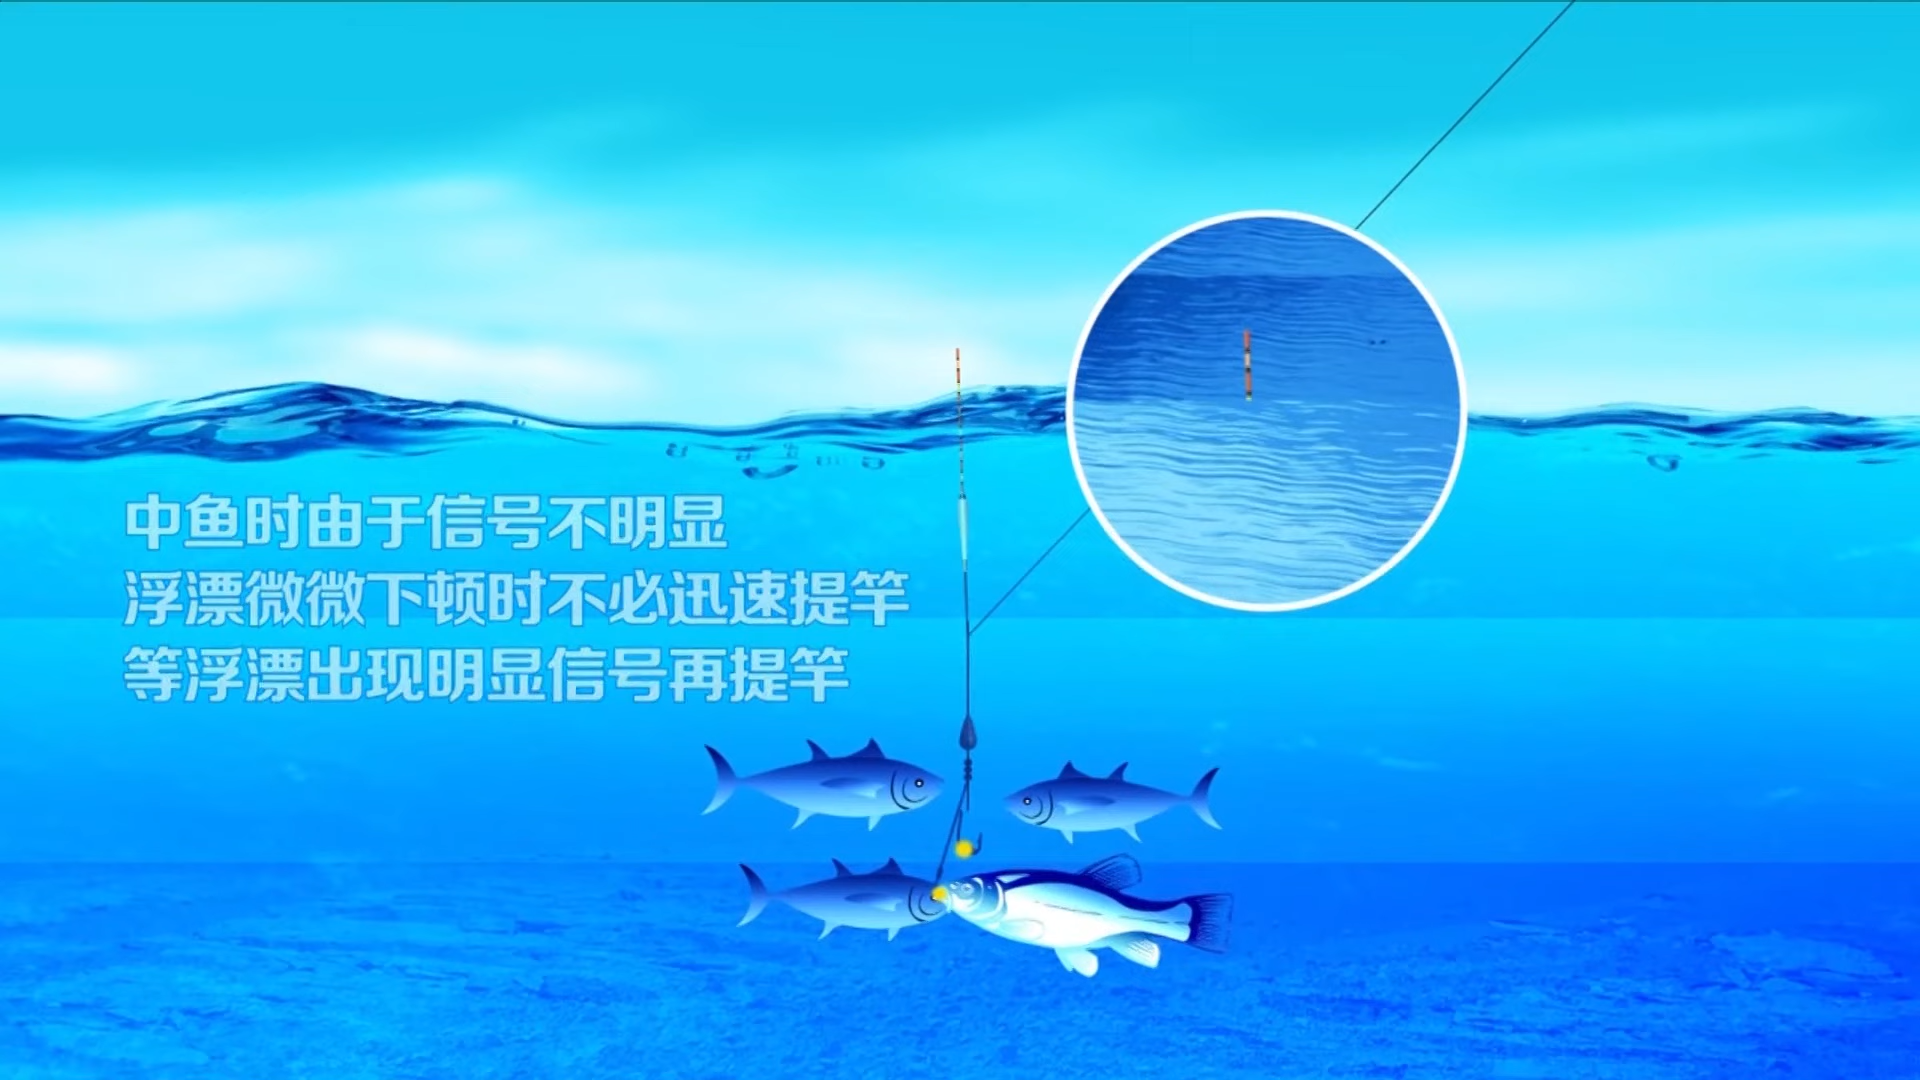 中鱼时由于信号不明显
浮漂微微下顿时不必迅速提竿
等浮漂出现明显信号再提竿